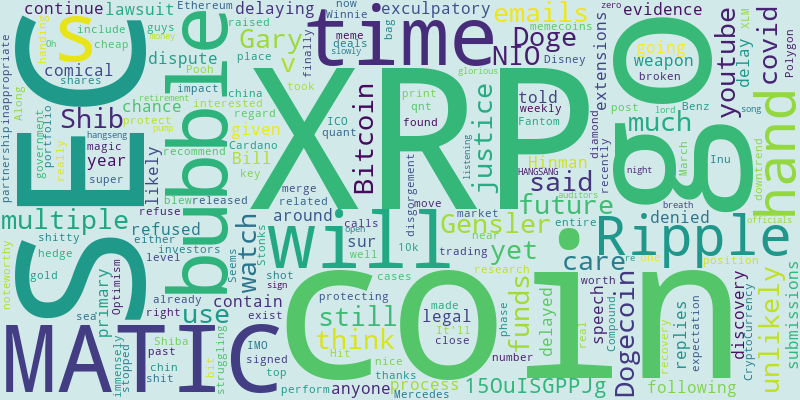 continue
lawsuit
Ethereum
delaying
exculpatory
now
Winnie
raised
emails
evidence
zero
memecoins
XLM
Polygon
SEC
s
include
Oh
cheap
hanging
guys
money
Gary
v
finally
meme
deals
slowly
time
bag
NIO
Doge
Disney
extensions
Go
going
weapon
broken
youtube
delay
covid
partnership
inappropriate
dispute
comical
shares
bubble
Pooh
place
impact
china
took
interested
regard
XRP
print
qnt
found
glorious
justice
told
weekly
Fantom
post
lord
Benz
song
Shib
hangseng
magic
year
super
chance
retirement
protect
pump
recommend
given
Bill
key
ICO
quant
Cardano
Bitcoin
listening
Hinman
HANGSANG
said
diamond
recently
much
night
March
Inu
breath
hand
downtrend
officials
government
portfolio
Along
really
likely
blew
released
merge
related
disgorgement
move
future
auditors
denied
multiple
refuse
refused
either
investors
around
will
calls
open
well
sur
10k
market
trading
Gensler
near
yet
research
entire
care
Ripple
re
une
position
shitty
hedge
gold
noteworthy
level
watch
Seems
Stonks
shot
sign
protecting
cases
coin
worth
speech
Compound
real
discovery
Cryptocurrency
unlikely
submissions
primary
Optimism
already
right
use
contain
exist
still
made
It'll
legal
close
phase
funds
delayed
Dogecoin
recovery
replies
expectation
MATIC
sea
immensely
stopped
Shiba
past
chin
shit
hit
struggling
IMO
signed
top
perform
think
Hit
nice
thanks
anyone
process
Mercedes
number
15OuISGPPJg
following